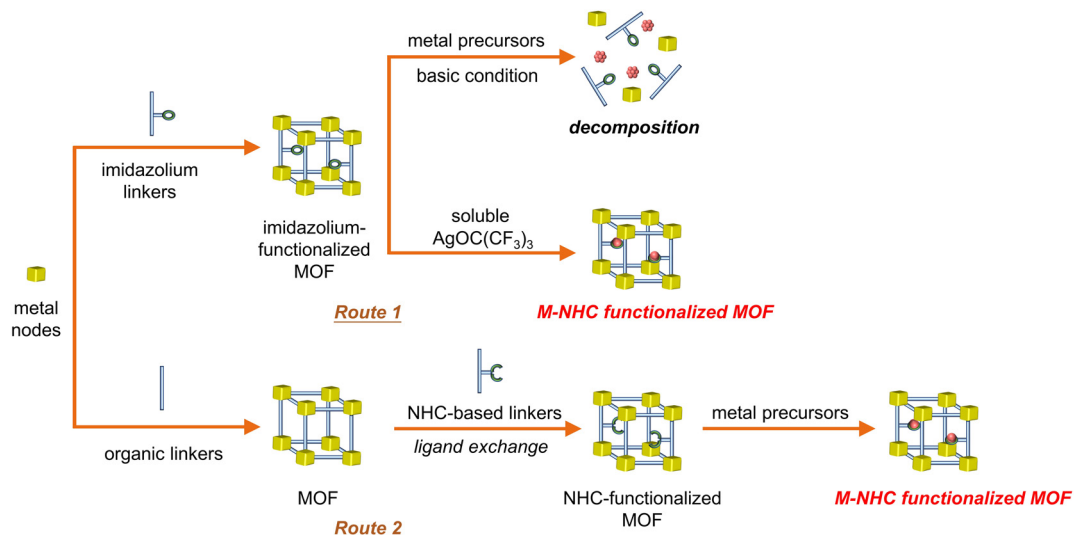 metal precursors
basic condition
decomposition
imidazolium
linkers
imidazolium-
functionalized
MOF
soluble
AgOC(CF₃)₃
metal
nodes
Route 1
M-NHC functionalized MOF
organic linkers
MOF
NHC-based linkers
ligand exchange
NHC-functionalized
MOF
metal precursors
M-NHC functionalized MOF
Route 2